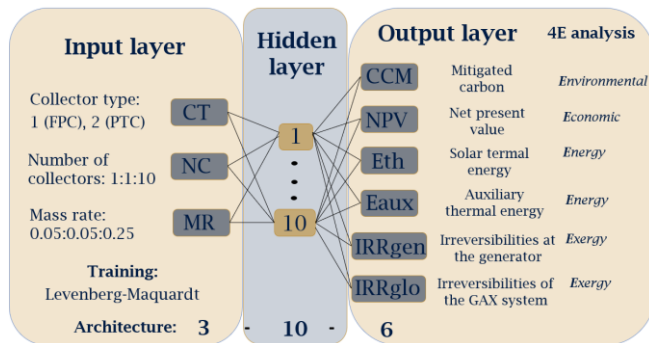 Input layer
Hidden
layer
Output layer
4E analysis
Collector type:
1 (FPC), 2 (PTC)
CT
Number of
collectors: 1:1:10
NC
Mass rate:
0.05:0.05:0.25
MR
1
10
CCM
Mitigated
carbon
Environmental
NPV
Net present
value
Economic
Eth
Solar termal
energy
Energy
Eaux
Auxiliary
thermal energy
Energy
IRRgen
Irreversibilities at
the generator
Exergy
IRRglo
Irreversibilities of
the GAX system
Exergy
Training:
Levenberg-Maquardt
Architecture: 3 - 10 - 6